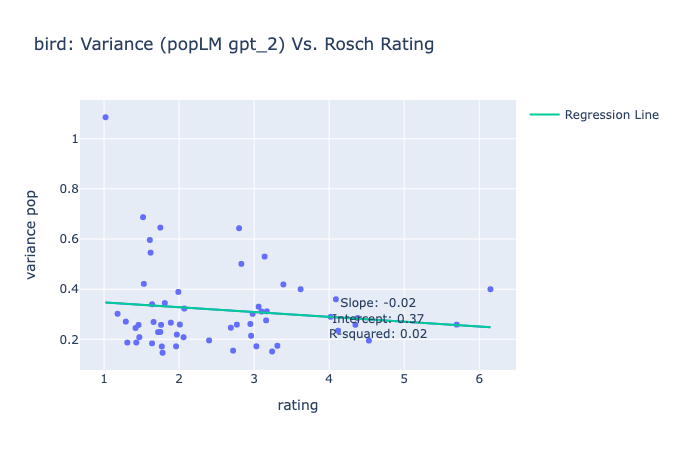 bird: Variance (popLM gpt_2) Vs. Rosch Rating
Regression Line
1
0.8
0.6
0.4
0.2
variance pop
Slope: -0.02
Intercept: 0.37
R-squared: 0.02
1 2 3 4 5 6
rating